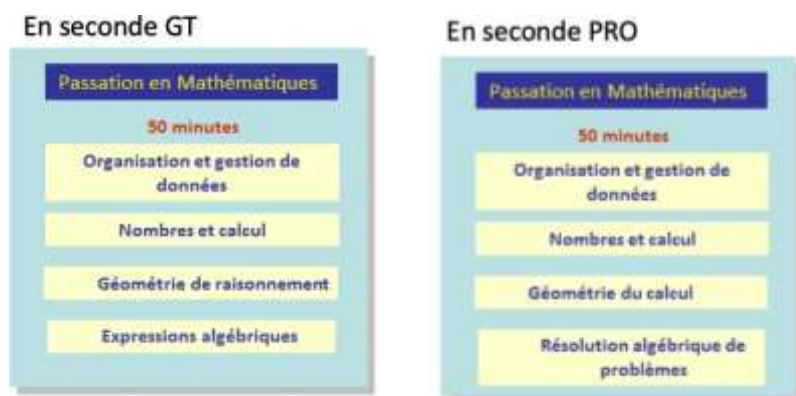 En seconde GT
Passation en Mathématiques
50 minutes
Organisation et gestion de
données
Nombres et calcul
Géométrie de raisonnement
Expressions algébriques
En seconde PRO
Passation en Mathématiques
50 minutes
Organisation et gestion de
données
Nombres et calcul
Géométrie du calcul
Résolution algébrique de
problèmes